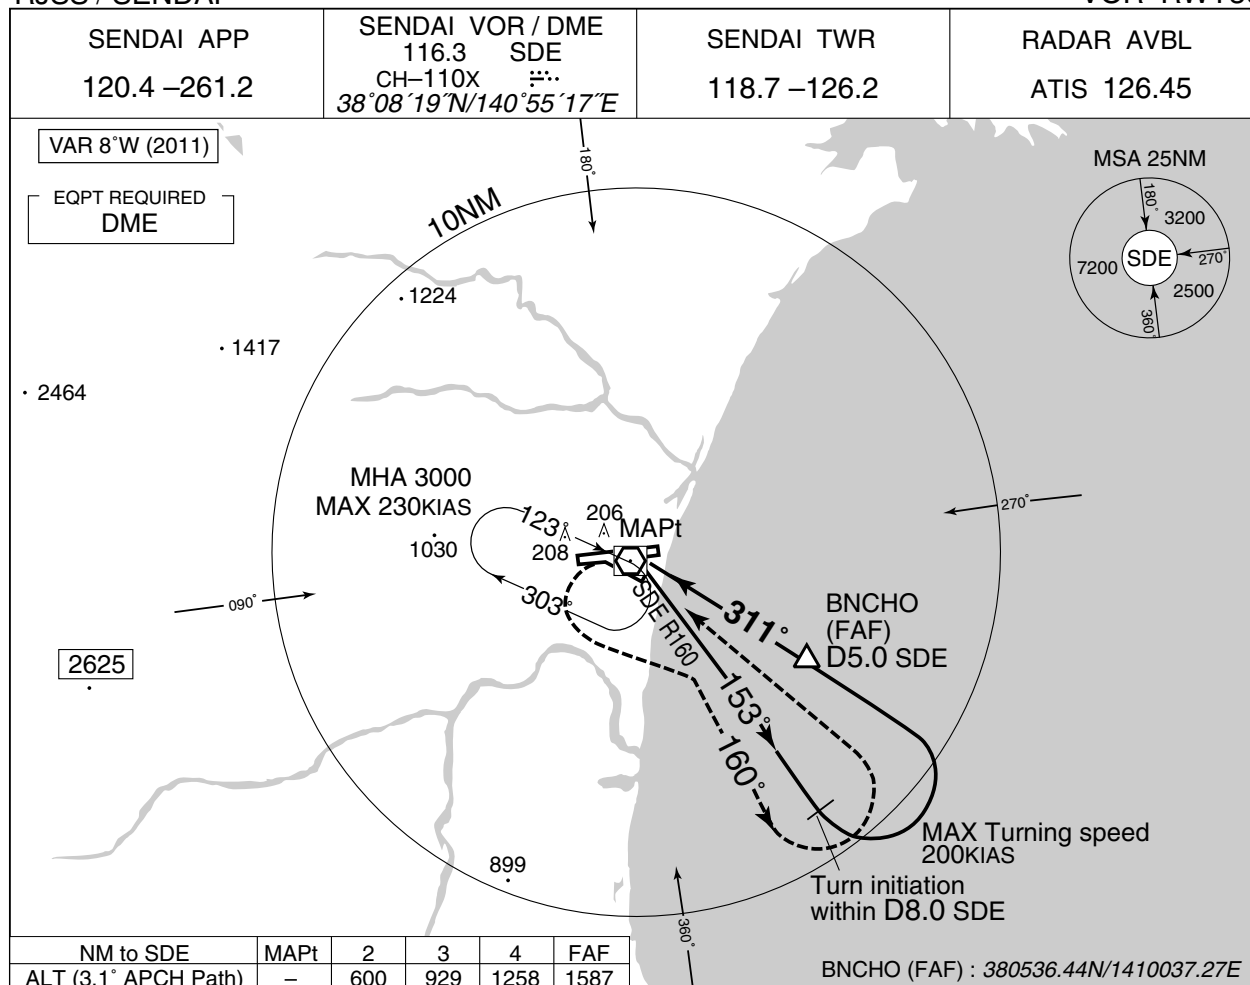 RJSS / SENDAI
VOR RWY
SENDAI APP
120.4 –261.2
SENDAI VOR / DME
116.3 SDE
CH–110X
38°08´19˝N/140°55´17˝E
SENDAI TWR
118.7 –126.2
RADAR AVBL
ATIS 126.45
VAR 8°W (2011)
EQPT REQUIRED
DME
10NM
180°
MSA 25NM
180°
3200
SDE
270°
7200
2500
360°
1224
1417
2464
MHA 3000
MAX 230KIAS
1030
123°
206
208
MAPt
270°
090°
303°
SDE R160
311°
BNCHO
(FAF)
D5.0 SDE
2625
153°
160°
MAX Turning speed
200KIAS
899
Turn initiation
within D8.0 SDE
360°
NM to SDE MAPt 2 3 4 FAF
ALT (3.1° APCH Path) – 600 929 1258 1587
BNCHO (FAF) : 380536.44N/1410037.27E